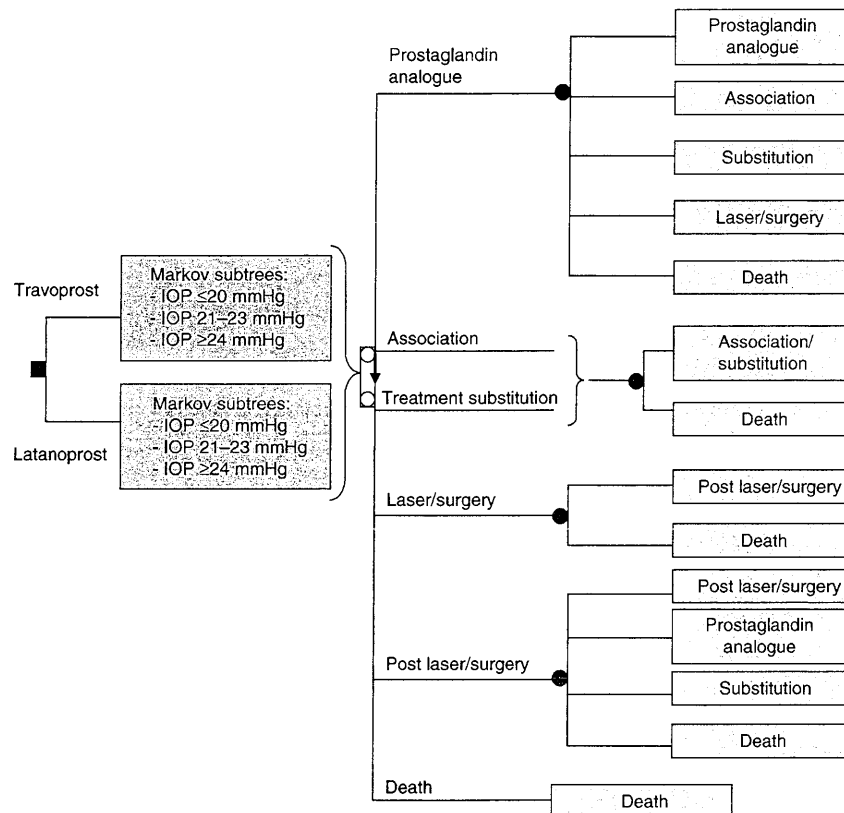 Travoprost
Markov subtrees:
- IOP ≤20 mmHg
- IOP 21–23 mmHg
- IOP ≥24 mmHg
Latanoprost
Markov subtrees:
- IOP ≤20 mmHg
- IOP 21–23 mmHg
- IOP ≥24 mmHg
Prostaglandin
analogue
Prostaglandin
analogue
Association
Substitution
Laser/surgery
Death
Association
Treatment substitution
Association/
substitution
Death
Laser/surgery
Post laser/surgery
Death
Post laser/surgery
Post laser/surgery
Prostaglandin
analogue
Substitution
Death
Death
Death